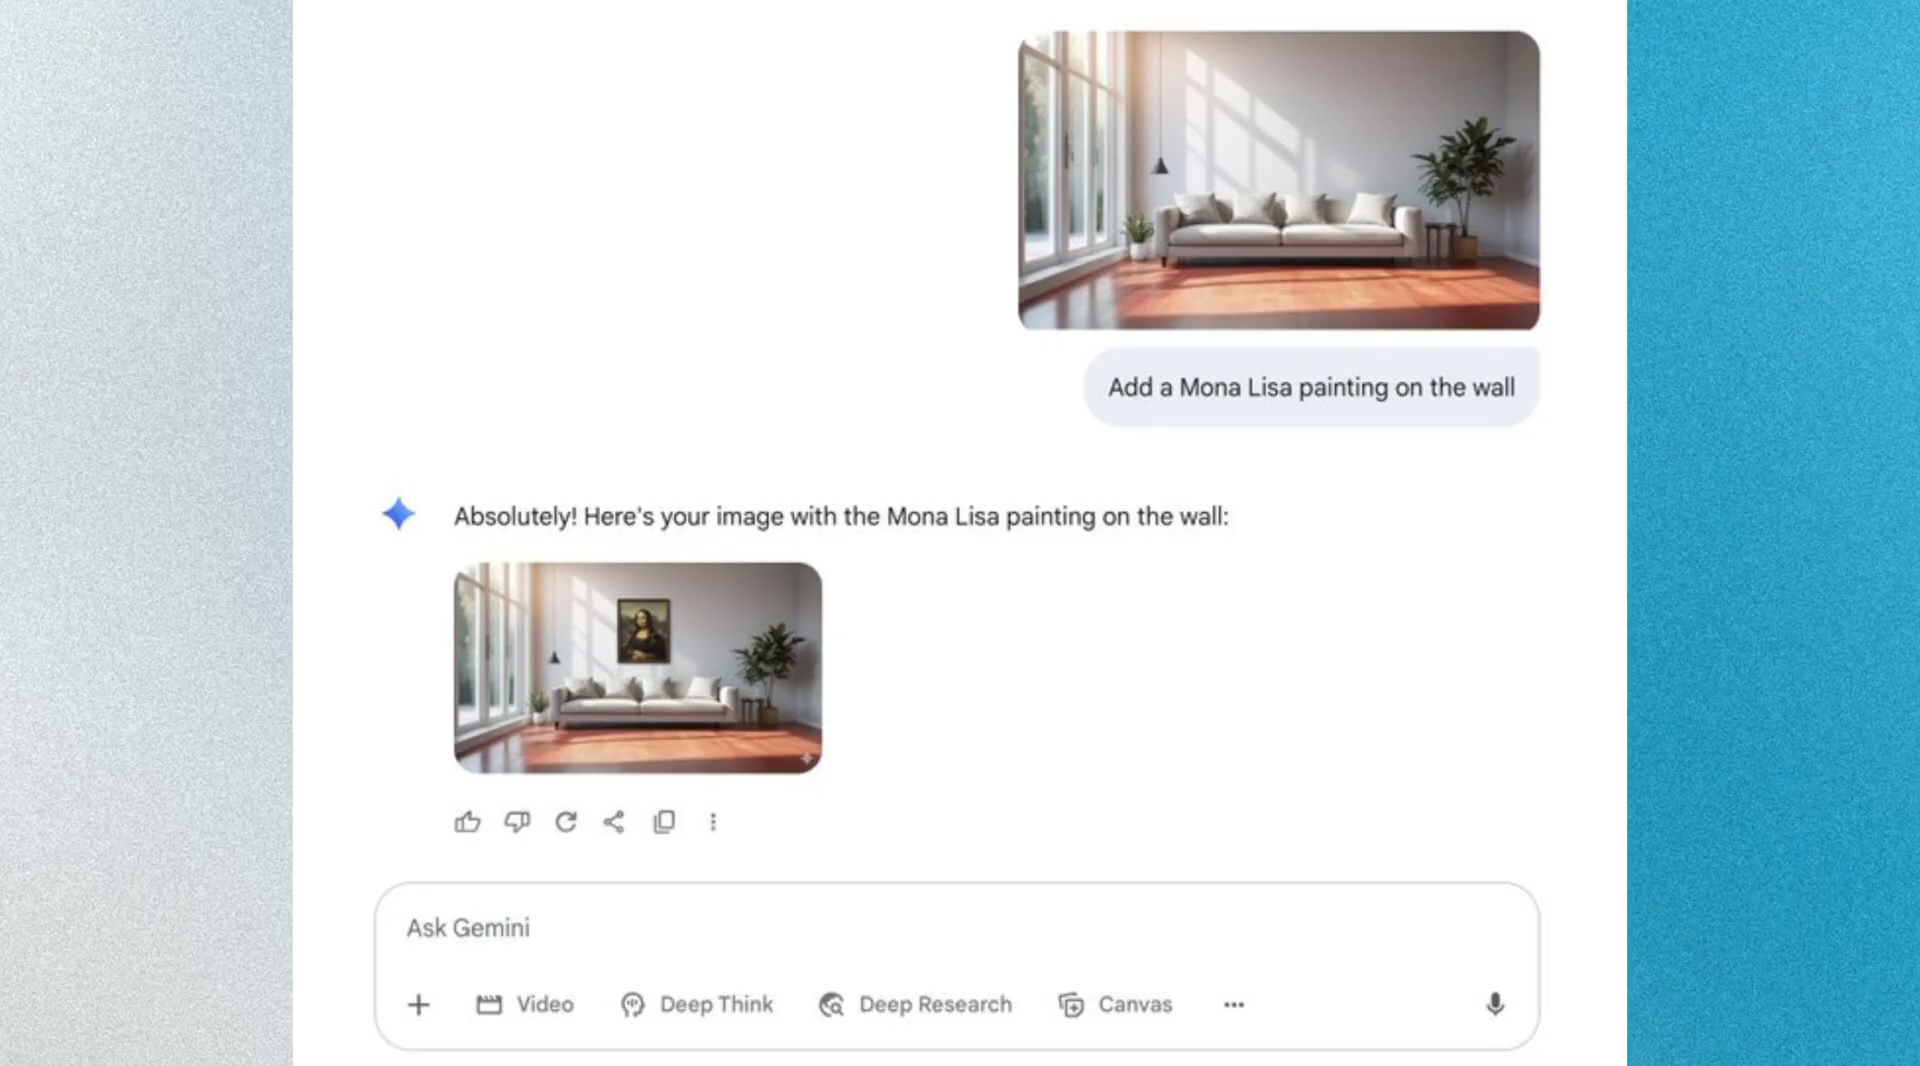 Add a Mona Lisa painting on the wall
Absolutely! Here's your image with the Mona Lisa painting on the wall:
Ask Gemini
Video Deep Think Deep Research Canvas